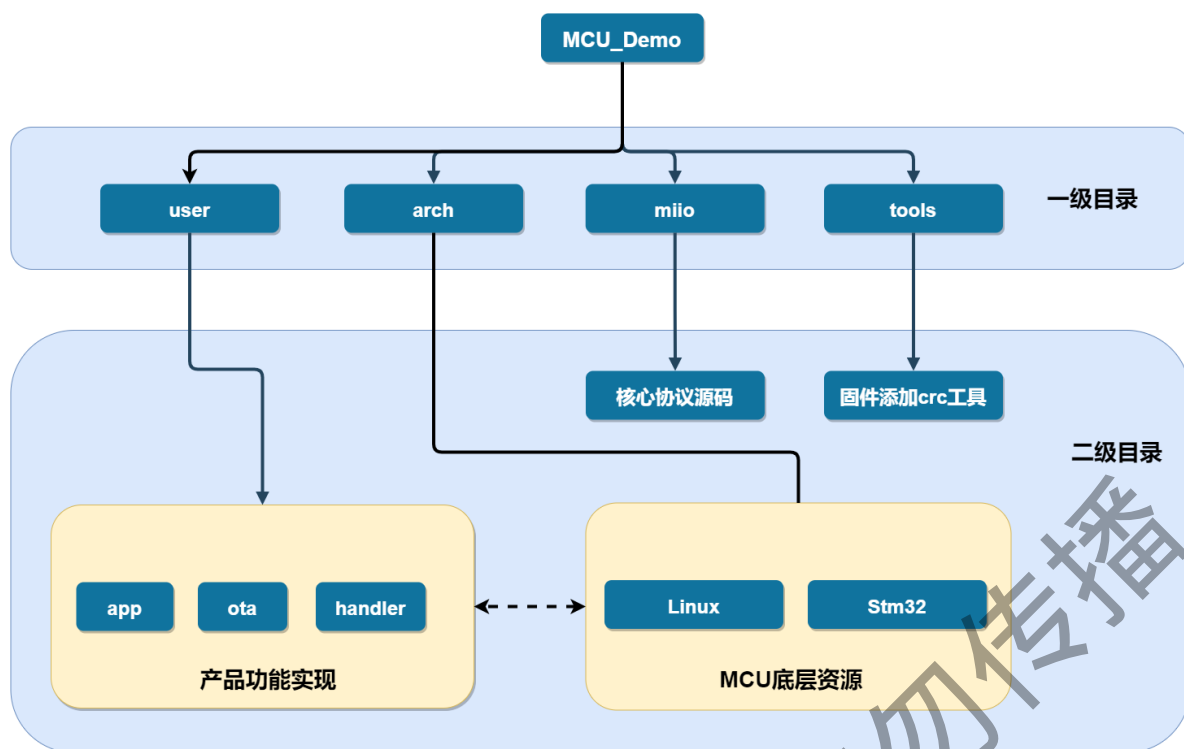 MCU_Demo
user
arch
miio
tools
一级目录
核心协议源码
固件添加crc工具
二级目录
app
ota
handler
Linux
Stm32
产品功能实现
MCU底层资源
勿传播